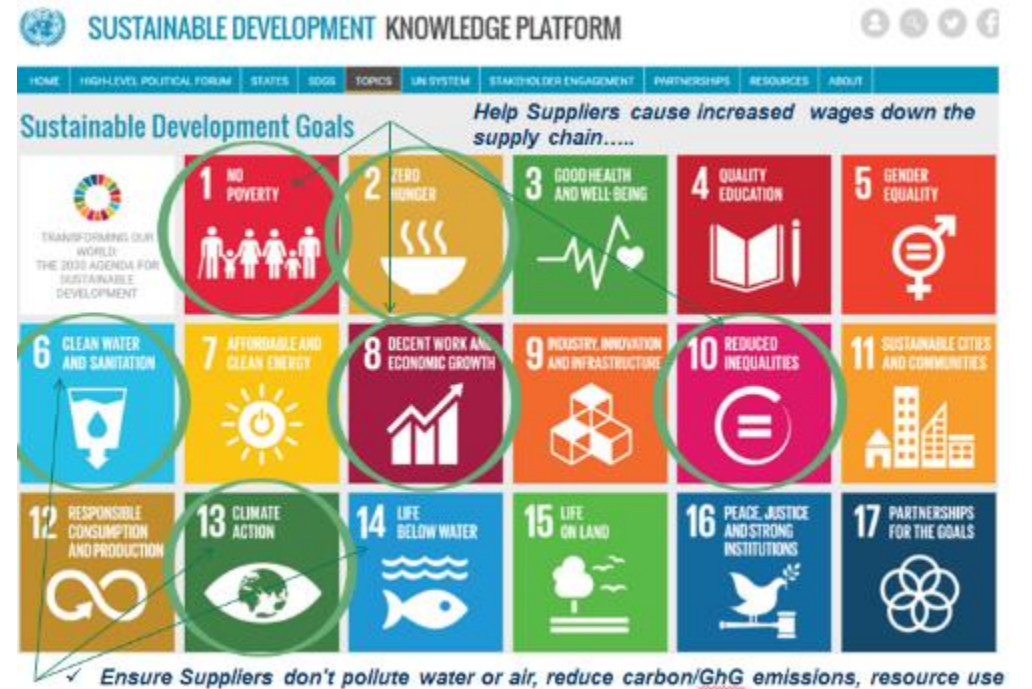 SUSTAINABLE DEVELOPMENT KNOWLEDGE PLATFORM
HOME HIGH-LEVEL POLITICAL FORUM STATES SDGS TOPICS UN SYSTEM STAKEHOLDER ENGAGEMENT PARTNERSHIPS RESOURCES ABOUT
Sustainable Development Goals
Help Suppliers cause increased wages down the
supply chain.....
TRANSFORMING OUR
WORLD:
THE 2030 AGENDA FOR
SUSTAINABLE
DEVELOPMENT
1 NO
POVERTY
2 ZERO
HUNGER
3 GOOD HEALTH
AND WELL-BEING
4 QUALITY
EDUCATION
5 GENDER
EQUALITY
6 CLEAN WATER
AND SANITATION
7 AFFORDABLE AND
CLEAN ENERGY
8 DECENT WORK AND
ECONOMIC GROWTH
9 INDUSTRY, INNOVATION
AND INFRASTRUCTURE
10 REDUCED
INEQUALITIES
11 SUSTAINABLE CITIES
AND COMMUNITIES
12 RESPONSIBLE
CONSUMPTION
AND PRODUCTION
13 CLIMATE
ACTION
14 LIFE
BELOW WATER
15 LIFE
ON LAND
16 PEACE, JUSTICE
AND STRONG
INSTITUTIONS
17 PARTNERSHIPS
FOR THE GOALS
✓ Ensure Suppliers don't pollute water or air, reduce carbon/GhG emissions, resource use